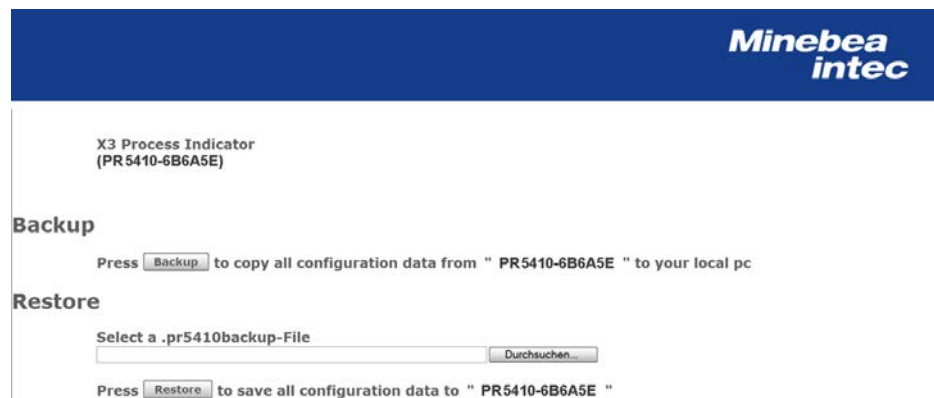 Minebea
intec
X3 Process Indicator
(PR5410-6B6A5E)
Backup
Press Backup to copy all configuration data from " PR5410-6B6A5E " to your local pc
Restore
Select a .pr5410backup-File
Durchsuchen...
Press Restore to save all configuration data to " PR5410-6B6A5E "